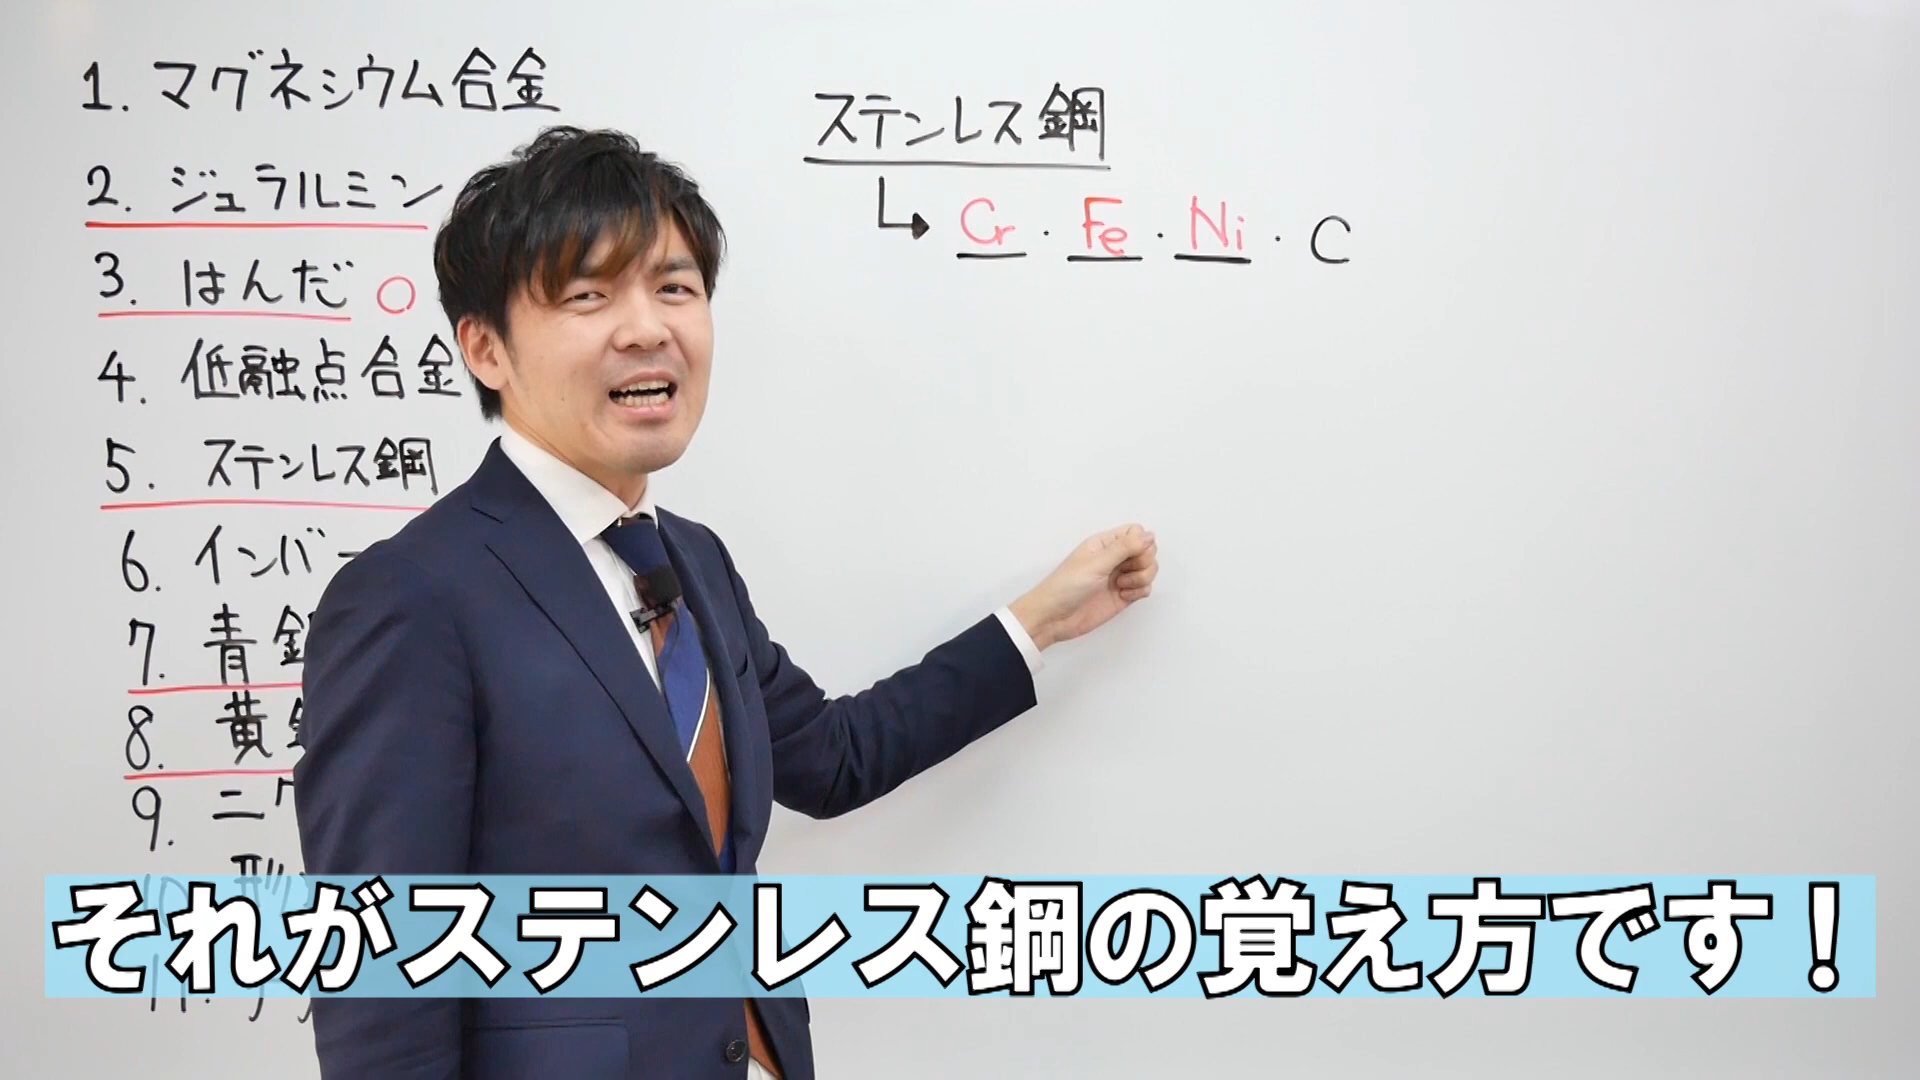 1. マグネシウム合金
2. ジュラルミン
3. はんだ ○
4. 低融点合金
5. ステンレス鋼
6. インバー
7. 青
8. 黄
9. ニク
ステンレス鋼
Cr・Fe・Ni・C
それがステンレス鋼の覚え方です!